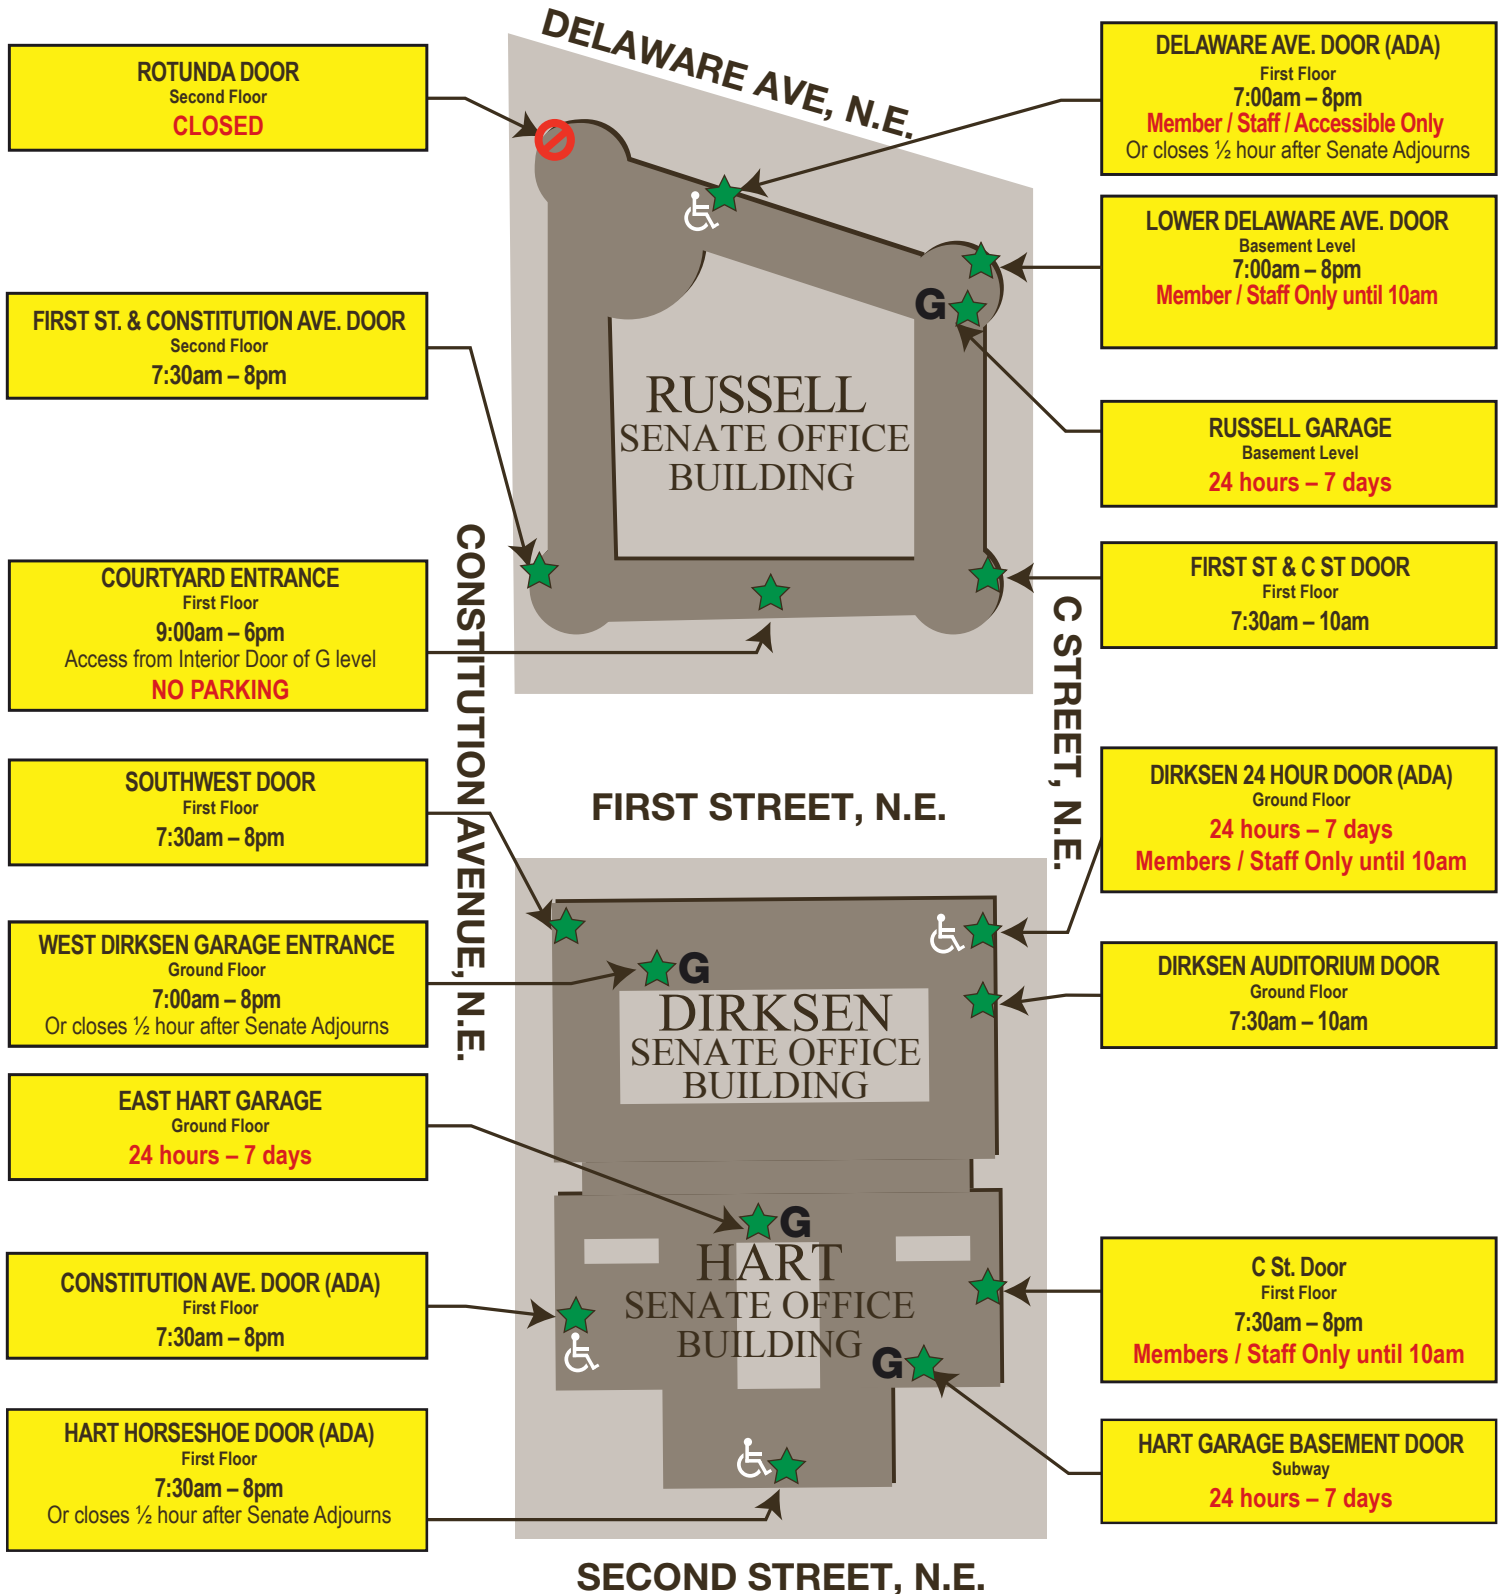 DELAWARE AVE, N.E.
ROTUNDA DOOR
Second Floor
CLOSED
FIRST ST. & CONSTITUTION AVE. DOOR
Second Floor
7:30am – 8pm
COURTYARD ENTRANCE
First Floor
9:00am – 6pm
Access from Interior Door of G level
NO PARKING
SOUTHWEST DOOR
First Floor
7:30am – 8pm
WEST DIRKSEN GARAGE ENTRANCE
Ground Floor
7:00am – 8pm
Or closes ½ hour after Senate Adjourns
EAST HART GARAGE
Ground Floor
24 hours – 7 days
CONSTITUTION AVE. DOOR (ADA)
First Floor
7:30am – 8pm
HART HORSESHOE DOOR (ADA)
First Floor
7:30am – 8pm
Or closes ½ hour after Senate Adjourns
CONSTITUTION AVENUE, N.E.
G
RUSSELL
SENATE OFFICE
BUILDING
FIRST STREET, N.E.
G
DIRKSEN
SENATE OFFICE
BUILDING
G
HART
SENATE OFFICE
BUILDING
G
SECOND STREET, N.E.
C STREET, N.E.
DELAWARE AVE. DOOR (ADA)
First Floor
7:00am – 8pm
Member / Staff / Accessible Only
Or closes ½ hour after Senate Adjourns
LOWER DELAWARE AVE. DOOR
Basement Level
7:00am – 8pm
Member / Staff Only until 10am
RUSSELL GARAGE
Basement Level
24 hours – 7 days
FIRST ST & C ST DOOR
First Floor
7:30am – 10am
DIRKSEN 24 HOUR DOOR (ADA)
Ground Floor
24 hours – 7 days
Members / Staff Only until 10am
DIRKSEN AUDITORIUM DOOR
Ground Floor
7:30am – 10am
C St. Door
First Floor
7:30am – 8pm
Members / Staff Only until 10am
HART GARAGE BASEMENT DOOR
Subway
24 hours – 7 days